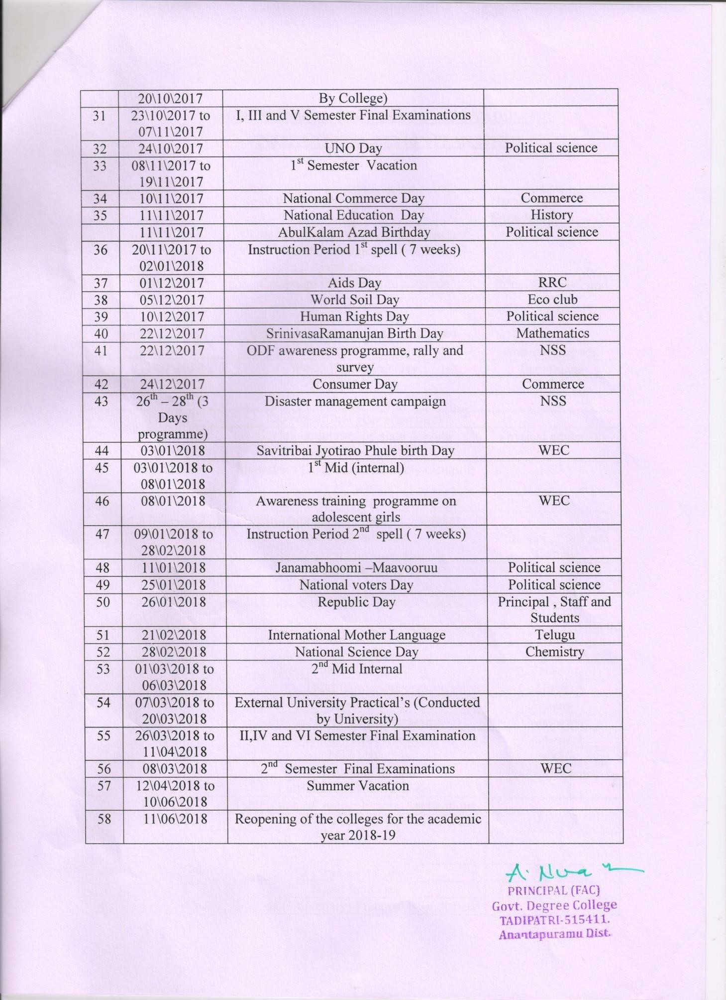 20\10\2017 By College)
31 23\10\2017 to I, III and V Semester Final Examinations
07\11\2017
32 24\10\2017 UNO Day Political science
33 08\11\2017 to 1st Semester Vacation
19\11\2017
34 10\11\2017 National Commerce Day Commerce
35 11\11\2017 National Education Day History
11\11\2017 AbulKalam Azad Birthday Political science
36 20\11\2017 to Instruction Period 1st spell ( 7 weeks)
02\01\2018
37 01\12\2017 Aids Day RRC
38 05\12\2017 World Soil Day Eco club
39 10\12\2017 Human Rights Day Political science
40 22\12\2017 SrinivasaRamanujan Birth Day Mathematics
41 22\12\2017 ODF awareness programme, rally and NSS
survey
42 24\12\2017 Consumer Day Commerce
43 26th – 28th (3 Disaster management campaign NSS
Days
programme)
44 03\01\2018 Savitribai Jyotirao Phule birth Day WEC
45 03\01\2018 to 1st Mid (internal)
08\01\2018
46 08\01\2018 Awareness training programme on WEC
adolescent girls
47 09\01\2018 to Instruction Period 2nd spell ( 7 weeks)
28\02\2018
48 11\01\2018 Janamabhoomi –Maavooruu Political science
49 25\01\2018 National voters Day Political science
50 26\01\2018 Republic Day Principal , Staff and
Students
51 21\02\2018 International Mother Language Telugu
52 28\02\2018 National Science Day Chemistry
53 01\03\2018 to 2nd Mid Internal
06\03\2018
54 07\03\2018 to External University Practical’s (Conducted
20\03\2018 by University)
55 26\03\2018 to II,IV and VI Semester Final Examination
11\04\2018
56 08\03\2018 2nd Semester Final Examinations WEC
57 12\04\2018 to Summer Vacation
10\06\2018
58 11\06\2018 Reopening of the colleges for the academic
year 2018-19
PRINCIPAL (FAC)
Govt. Degree College
TADIPATRI-515411.
Anantapuramu Dist.